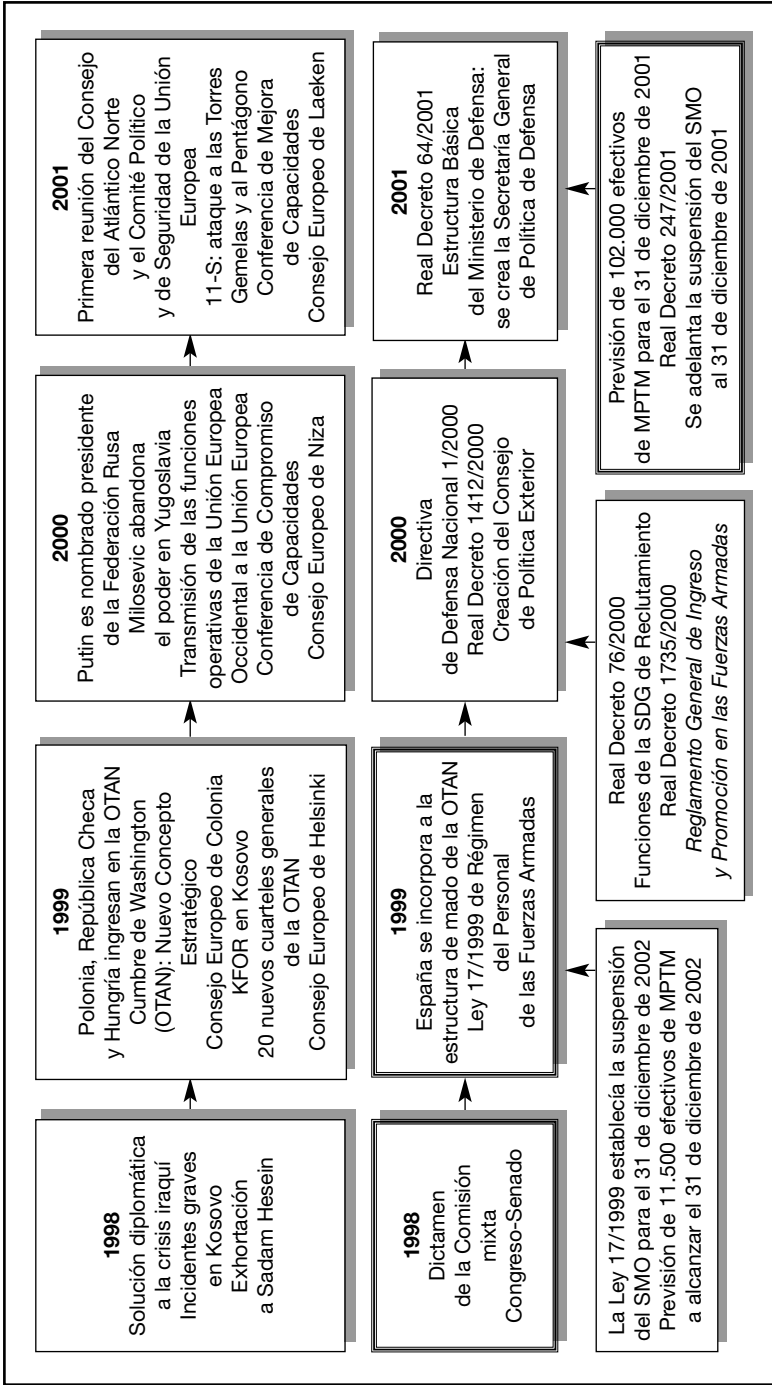 1998
Solución diplomática
a la crisis iraquí
Incidentes graves
en Kosovo
Exhortación
a Sadam Hesein
1999
Polonia, República Checa
y Hungría ingresan en la OTAN
Cumbre de Washington
(OTAN): Nuevo Concepto
Estratégico
Consejo Europeo de Colonia
KFOR en Kosovo
20 nuevos cuarteles generales
de la OTAN
Consejo Europeo de Helsinki
2000
Putin es nombrado presidente
de la Federación Rusa
Milosevic abandona
el poder en Yugoslavia
Transmisión de las funciones
operativas de la Unión Europea
Occidental a la Unión Europea
Conferencia de Compromiso
de Capacidades
Consejo Europeo de Niza
2001
Primera reunión del Consejo
del Atlántico Norte
y el Comité Político
y de Seguridad de la Unión
Europea
11-S: ataque a las Torres
Gemelas y al Pentágono
Conferencia de Mejora
de Capacidades
Consejo Europeo de Laeken
1998
Dictamen
de la Comisión
mixta
Congreso-Senado
1999
España se incorpora a la
estructura de mado de la OTAN
Ley 17/1999 de Régimen
del Personal
de las Fuerzas Armadas
2000
Directiva
de Defensa Nacional 1/2000
Real Decreto 1412/2000
Creación del Consejo
de Política Exterior
2001
Real Decreto 64/2001
Estructura Básica
del Ministerio de Defensa:
se crea la Secretaría General
de Política de Defensa
La Ley 17/1999 establecía la suspensión
del SMO para el 31 de diciembre de 2002
Previsión de 11.500 efectivos de MPTM
a alcanzar el 31 de diciembre de 2002
Real Decreto 76/2000
Funciones de la SDG de Reclutamiento
Real Decreto 1735/2000
Reglamento General de Ingreso
y Promoción en las Fuerzas Armadas
Previsión de 102.000 efectivos
de MPTM para el 31 de diciembre de 2001
Real Decreto 247/2001
Se adelanta la suspensión del SMO
al 31 de diciembre de 2001